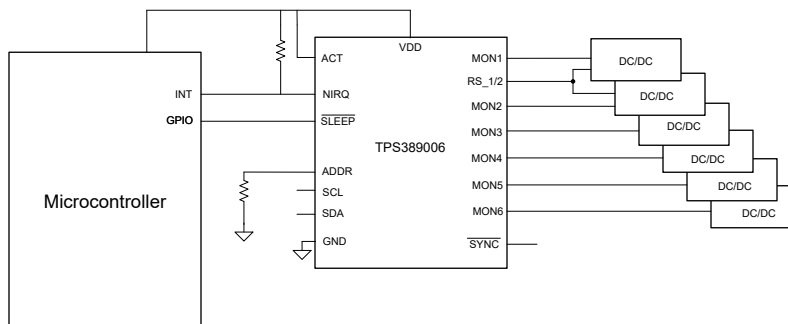 VDD
ACT
MON1
DC/DC
RS_1/2
INT
NIRQ
MON2
DC/DC
GPIO
SLEEP
MON3
DC/DC
TPS389006
MON4
DC/DC
ADDR
MON5
DC/DC
Microcontroller
SCL
SDA
MON6
DC/DC
GND
SYNC